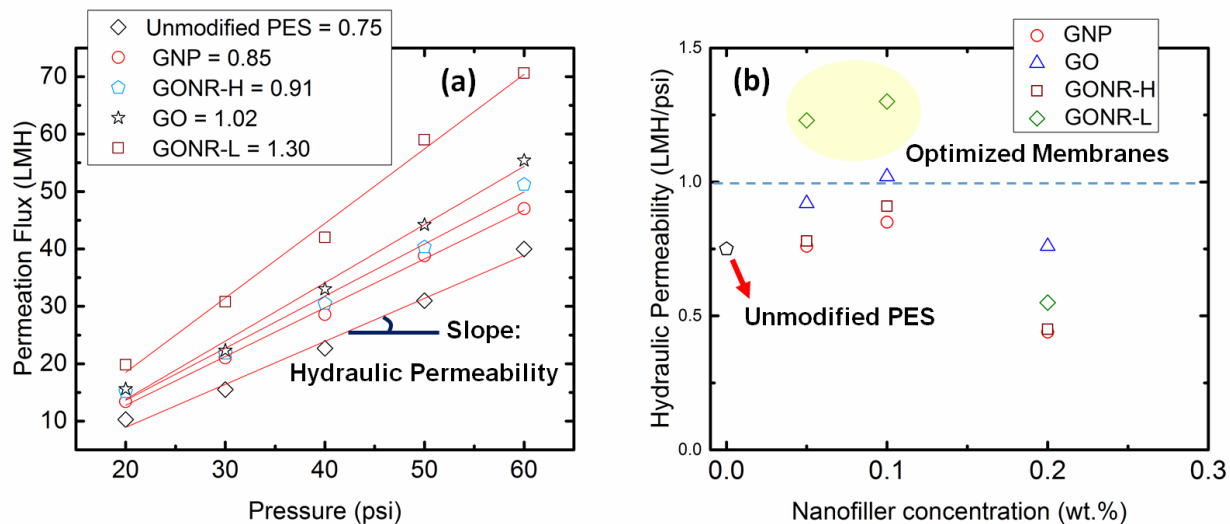 Unmodified PES = 0.75
GNP = 0.85
GONR-H = 0.91
GO = 1.02
GONR-L = 1.30
(a)
70
60
50
40
30
20
10
Permeation Flux (LMH)
Slope:
Hydraulic Permeability
20 30 40 50 60
Pressure (psi)
GNP
GO
GONR-H
GONR-L
(b)
1.5
1.0
0.5
0.0
Hydraulic Permeability (LMH/psi)
Optimized Membranes
Unmodified PES
0.0 0.1 0.2 0.3
Nanofiller concentration (wt.%)